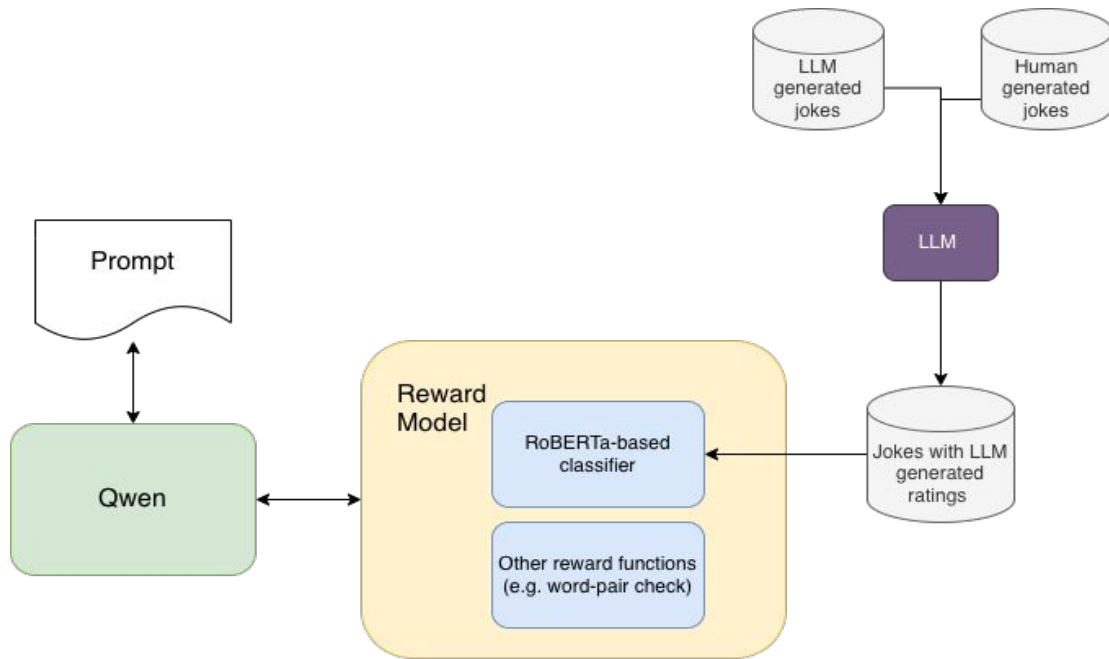 LLM
generated
jokes
Human
generated
jokes
LLM
Prompt
Reward
Model
RoBERTa-based
classifier
Jokes with LLM
generated
ratings
Qwen
Other reward functions
(e.g. word-pair check)